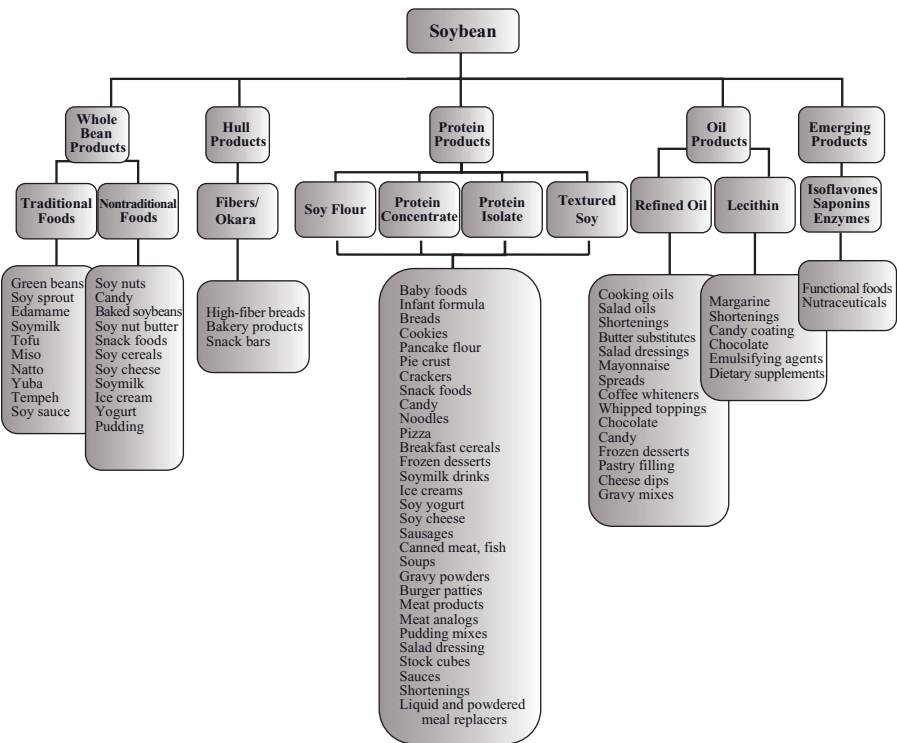 Soybean
Whole
Bean
Products
Hull
Products
Protein
Products
Oil
Products
Emerging
Products
Traditional
Foods
Nontraditional
Foods
Fibers/
Okara
Soy Flour
Protein
Concentrate
Protein
Isolate
Textured
Soy
Refined Oil
Lecithin
Isoflavones
Saponins
Enzymes
Green beans
Soy sprout
Edamame
Soymilk
Tofu
Miso
Natto
Yuba
Tempeh
Soy sauce
Soy nuts
Candy
Baked soybeans
Soy nut butter
Snack foods
Soy cereals
Soy cheese
Soymilk
Ice cream
Yogurt
Pudding
High-fiber breads
Bakery products
Snack bars
Baby foods
Infant formula
Breads
Cookies
Pancake flour
Pie crust
Crackers
Snack foods
Candy
Noodles
Pizza
Breakfast cereals
Frozen desserts
Soymilk drinks
Ice creams
Soy yogurt
Soy cheese
Sausages
Canned meat, fish
Soups
Gravy powders
Burger patties
Meat products
Meat analogs
Pudding mixes
Salad dressing
Stock cubes
Sauces
Shortenings
Liquid and powdered
meal replacers
Cooking oils
Salad oils
Shortenings
Butter substitutes
Salad dressings
Mayonnaise
Spreads
Coffee whiteners
Whipped toppings
Chocolate
Candy
Frozen desserts
Pastry filling
Cheese dips
Gravy mixes
Margarine
Shortenings
Candy coating
Chocolate
Emulsifying agents
Dietary supplements
Functional foods
Nutraceuticals